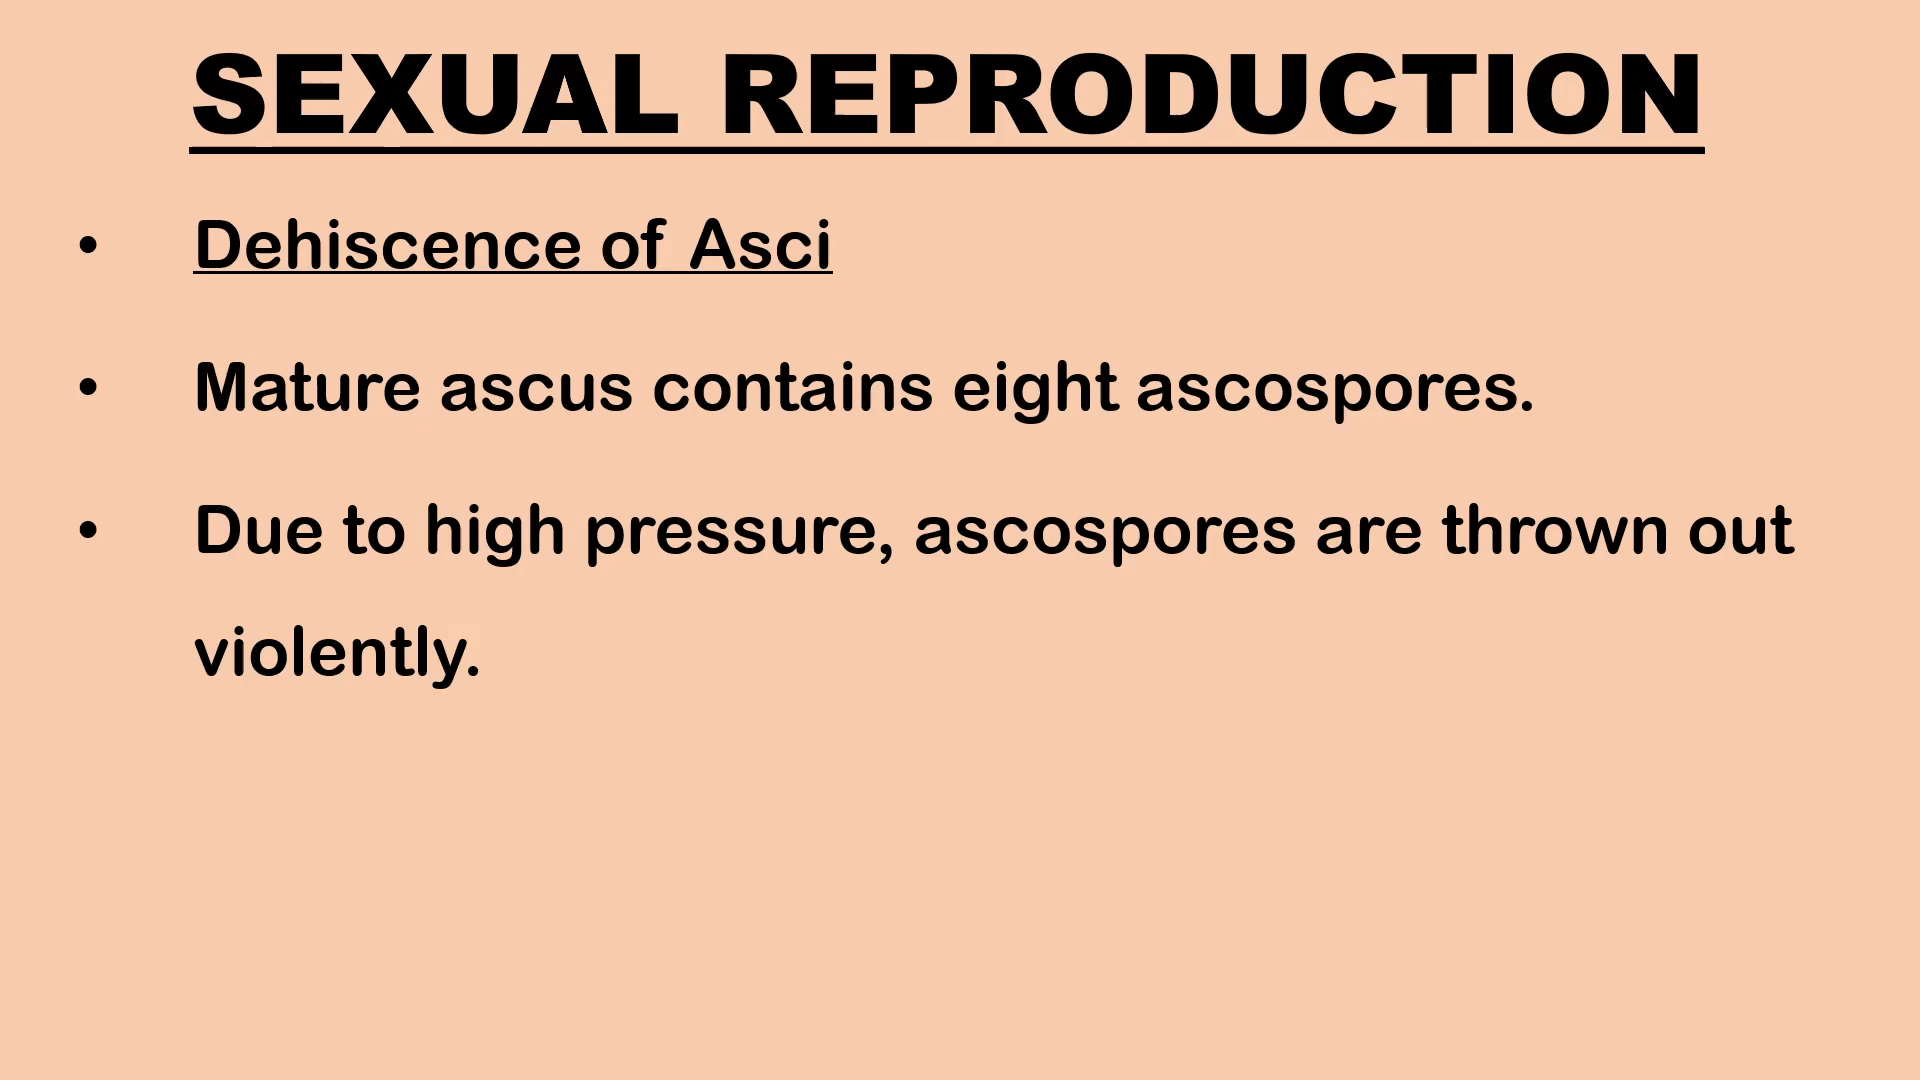 SEXUAL REPRODUCTION
• Dehiscence of Asci
• Mature ascus contains eight ascospores.
• Due to high pressure, ascospores are thrown out
violently.